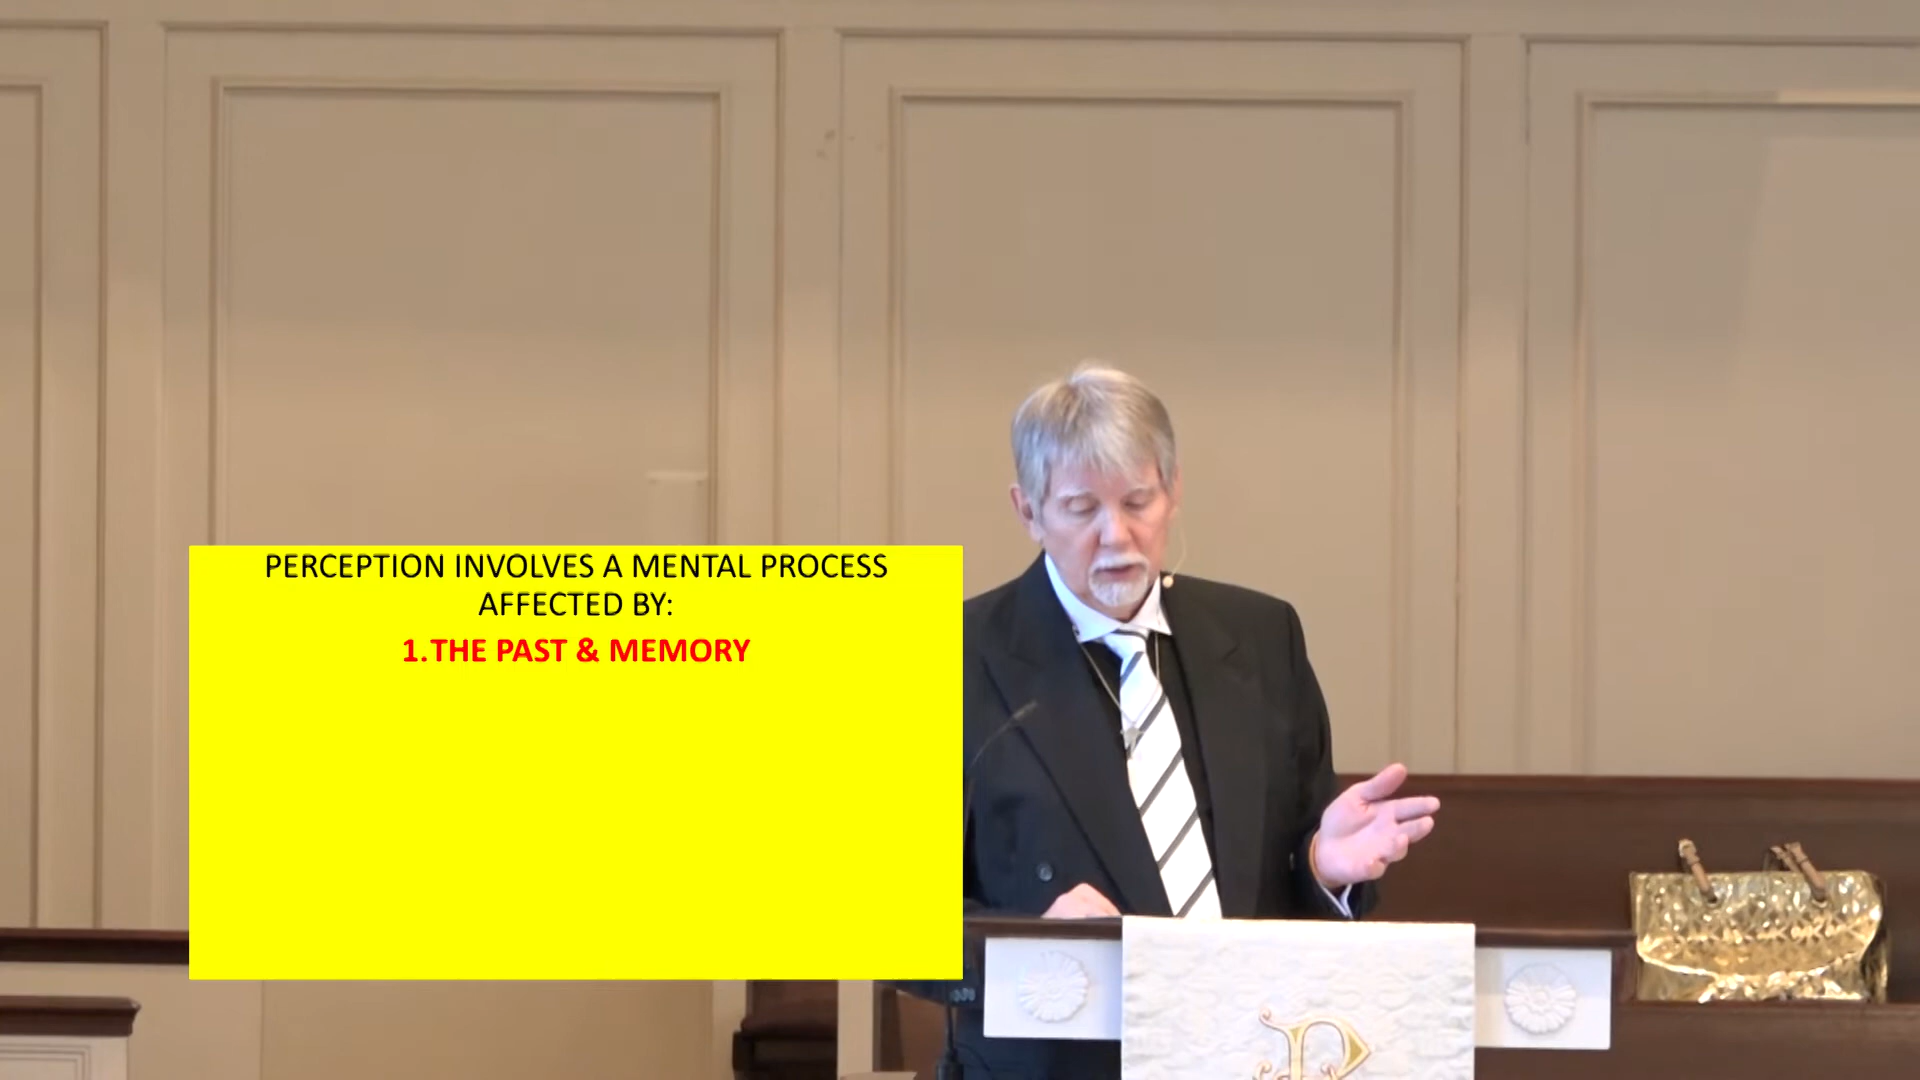 PERCEPTION INVOLVES A MENTAL PROCESS
AFFECTED BY:
1.THE PAST & MEMORY